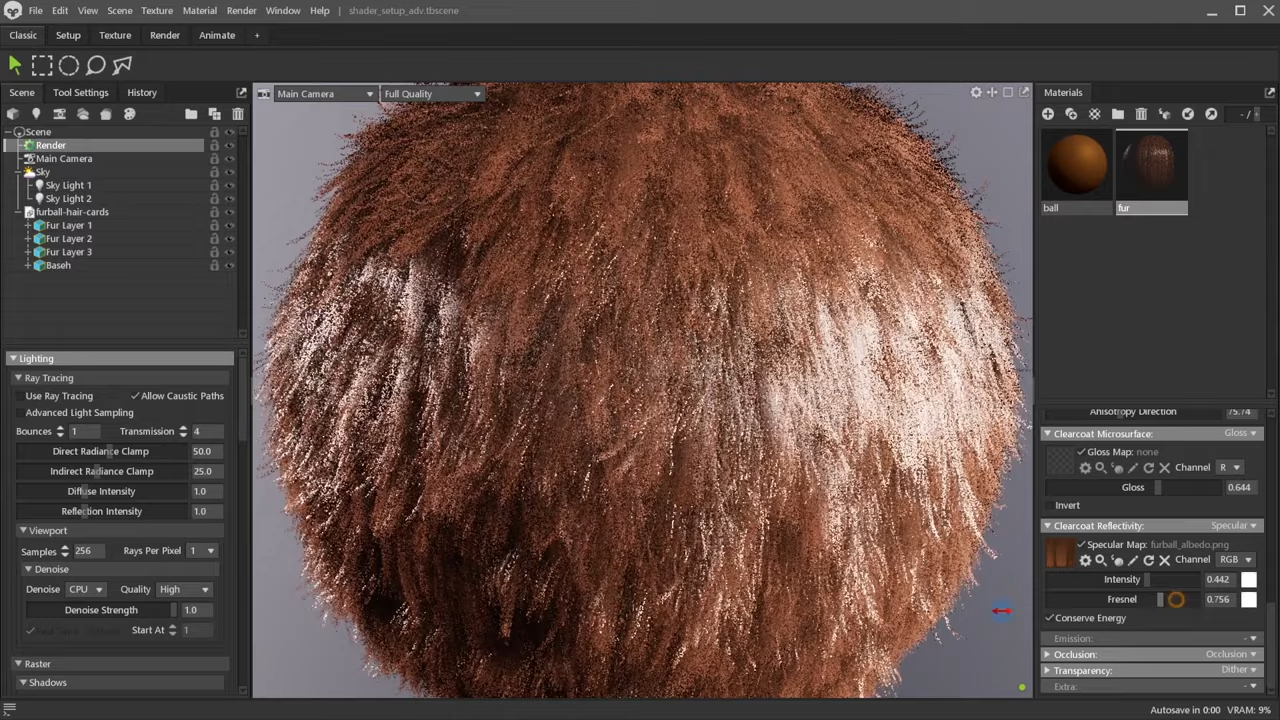 File Edit View Scene Texture Material Render Window Help | shader_setup_adv.tbscene
Classic Setup Texture Render Animate +
Scene Tool Settings History
Main Camera Full Quality
Materials
- /
Scene
Render
Main Camera
Sky
Sky Light 1
Sky Light 2
furball-hair-cards
Fur Layer 1
Fur Layer 2
Fur Layer 3
Baseh
ball fur
Lighting
Ray Tracing
Use Ray Tracing Allow Caustic Paths
Advanced Light Sampling
Bounces 1 Transmission 4
Direct Radiance Clamp 50.0
Indirect Radiance Clamp 25.0
Diffuse Intensity 1.0
Reflection Intensity 1.0
Viewport
Samples 256 Rays Per Pixel 1
Denoise
Denoise CPU Quality High
Denoise Strength 1.0
Start At 1
Raster
Shadows
Anisotropy Direction 75.74
Clearcoat Microsurface: Gloss
Gloss Map: none
Channel R
Gloss 0.644
Invert
Clearcoat Reflectivity: Specular
Specular Map: furball_albedo.png
Channel RGB
Intensity 0.442
Fresnel 0.756
Conserve Energy
Emission: -
Occlusion: Occlusion
Transparency: Dither
Extra: -
Autosave in 0:00 VRAM: 9%